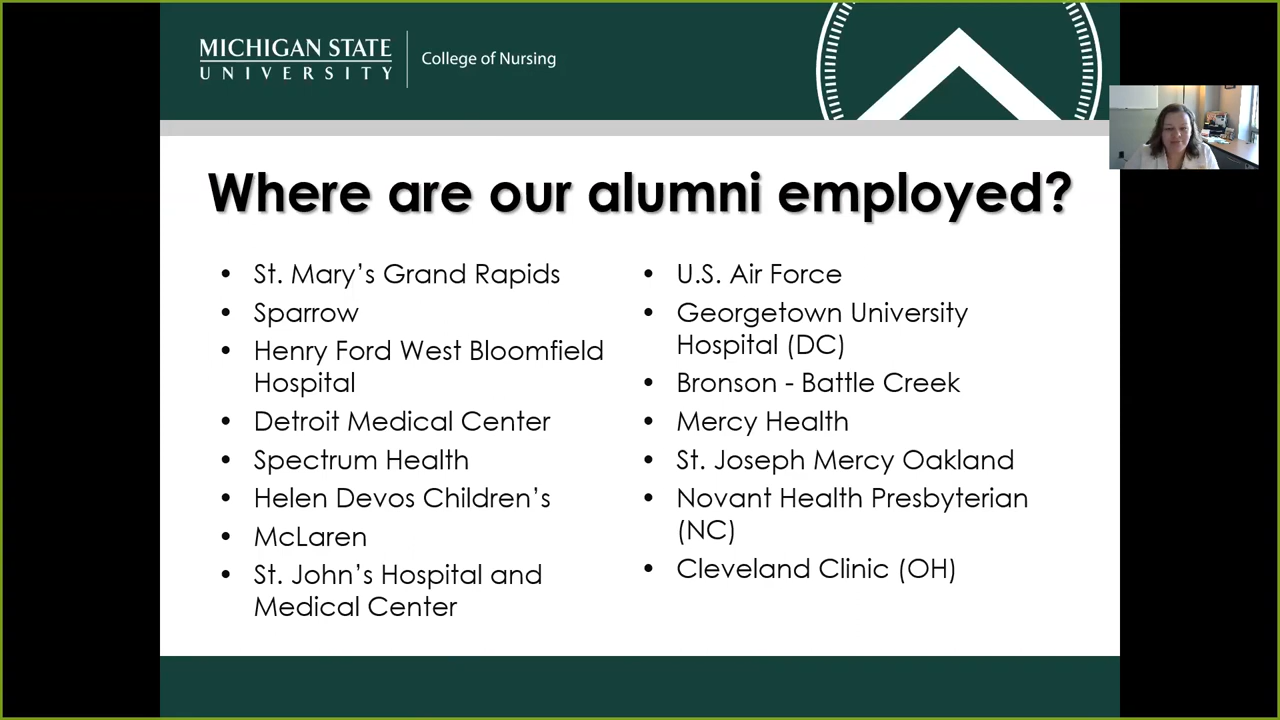 MICHIGAN STATE
UNIVERSITY
College of Nursing
Where are our alumni employed?
• St. Mary's Grand Rapids
• Sparrow
• Henry Ford West Bloomfield
Hospital
• Detroit Medical Center
• Spectrum Health
• Helen Devos Children's
• McLaren
• St. John's Hospital and
Medical Center
• U.S. Air Force
• Georgetown University
Hospital (DC)
• Bronson - Battle Creek
• Mercy Health
• St. Joseph Mercy Oakland
• Novant Health Presbyterian
(NC)
• Cleveland Clinic (OH)